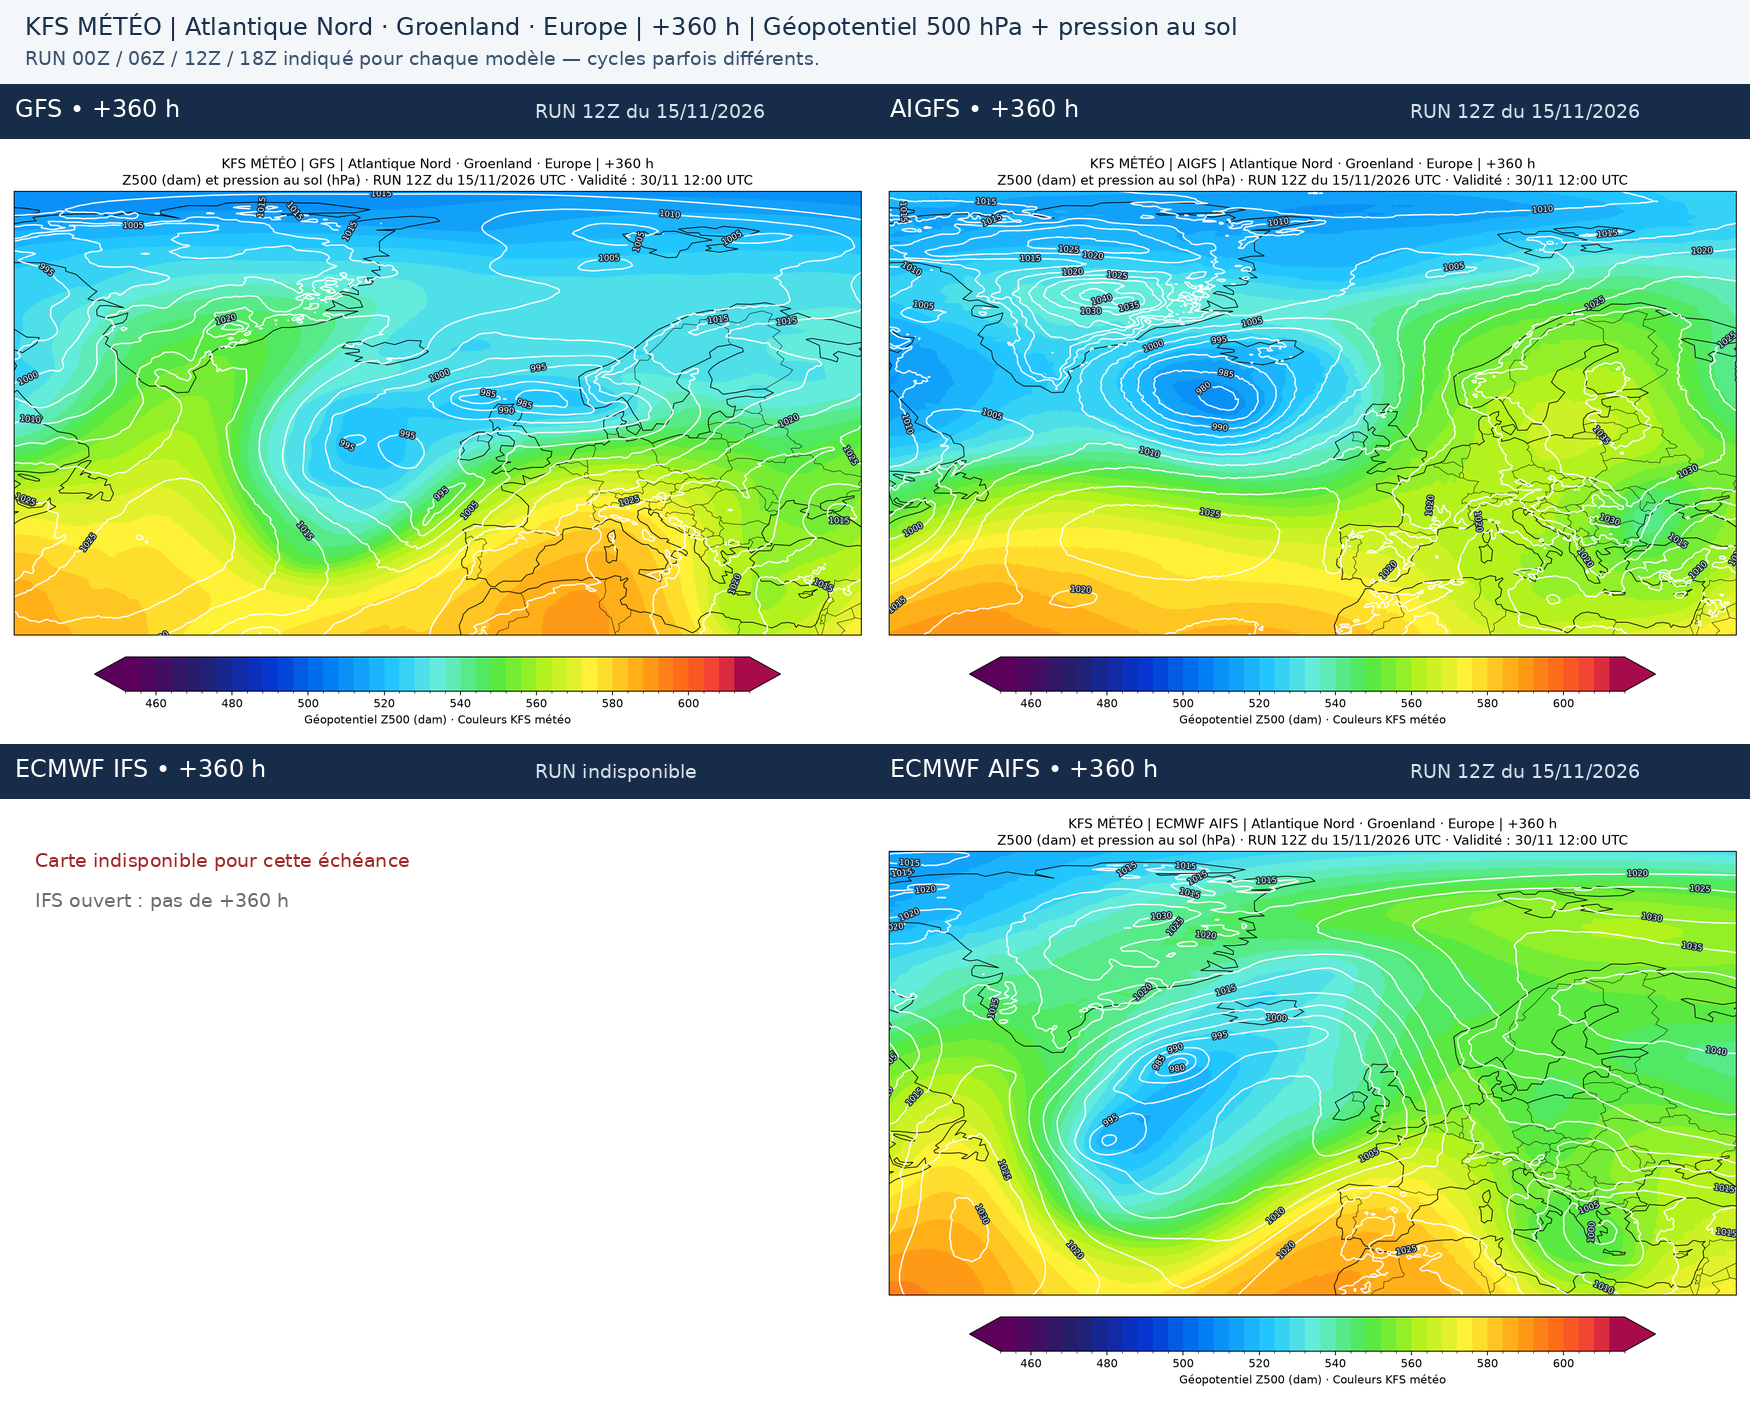 KFS MÉTÉO | Atlantique Nord · Groenland · Europe | +360 h | Géopotentiel 500 hPa + pression au sol
RUN 00Z / 06Z / 12Z / 18Z indiqué pour chaque modèle — cycles parfois différents.
GFS • +360 h
RUN 12Z du 15/11/2026
KFS MÉTÉO | GFS | Atlantique Nord · Groenland · Europe | +360 h
Z500 (dam) et pression au sol (hPa) · RUN 12Z du 15/11/2026 UTC · Validité : 30/11 12:00 UTC
460 480 500 520 540 560 580 600
Géopotentiel Z500 (dam) · Couleurs KFS météo
AIGFS • +360 h
RUN 12Z du 15/11/2026
KFS MÉTÉO | AIGFS | Atlantique Nord · Groenland · Europe | +360 h
Z500 (dam) et pression au sol (hPa) · RUN 12Z du 15/11/2026 UTC · Validité : 30/11 12:00 UTC
460 480 500 520 540 560 580 600
Géopotentiel Z500 (dam) · Couleurs KFS météo
ECMWF IFS • +360 h
RUN indisponible
Carte indisponible pour cette échéance
IFS ouvert : pas de +360 h
ECMWF AIFS • +360 h
RUN 12Z du 15/11/2026
KFS MÉTÉO | ECMWF AIFS | Atlantique Nord · Groenland · Europe | +360 h
Z500 (dam) et pression au sol (hPa) · RUN 12Z du 15/11/2026 UTC · Validité : 30/11 12:00 UTC
460 480 500 520 540 560 580 600
Géopotentiel Z500 (dam) · Couleurs KFS météo